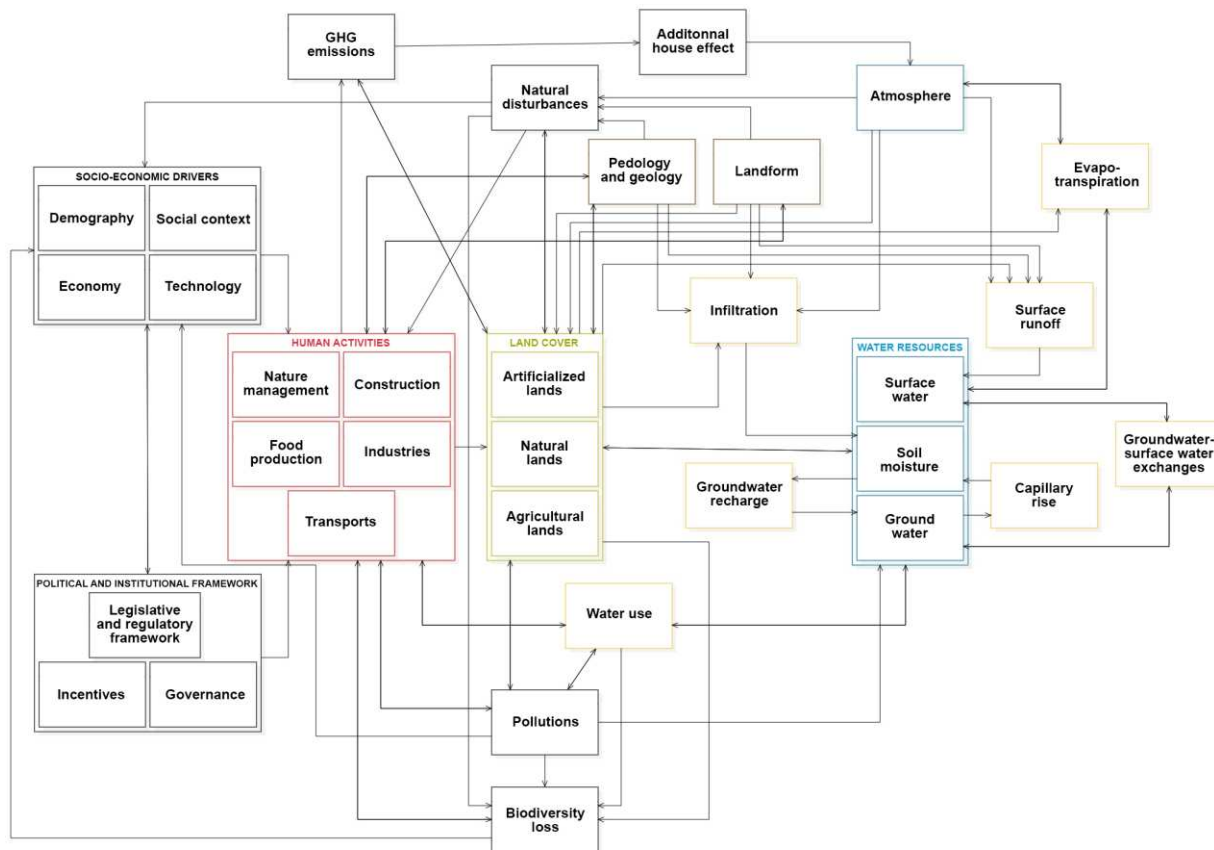 GHG
emissions
Additonnal
house effect
Natural
disturbances
Atmosphere
Pedology
and geology
Landform
Evapo-
transpiration
SOCIO-ECONOMIC DRIVERS
Demography
Social context
Economy
Technology
Infiltration
Surface
runoff
HUMAN ACTIVITIES
Nature
management
Construction
Food
production
Industries
Transports
LAND COVER
Artificialized
lands
Natural
lands
Agricultural
lands
WATER RESOURCES
Surface
water
Soil
moisture
Ground
water
Groundwater
recharge
Capillary
rise
Groundwater-
surface water
exchanges
POLITICAL AND INSTITUTIONAL FRAMEWORK
Legislative
and regulatory
framework
Incentives
Governance
Water use
Pollutions
Biodiversity
loss